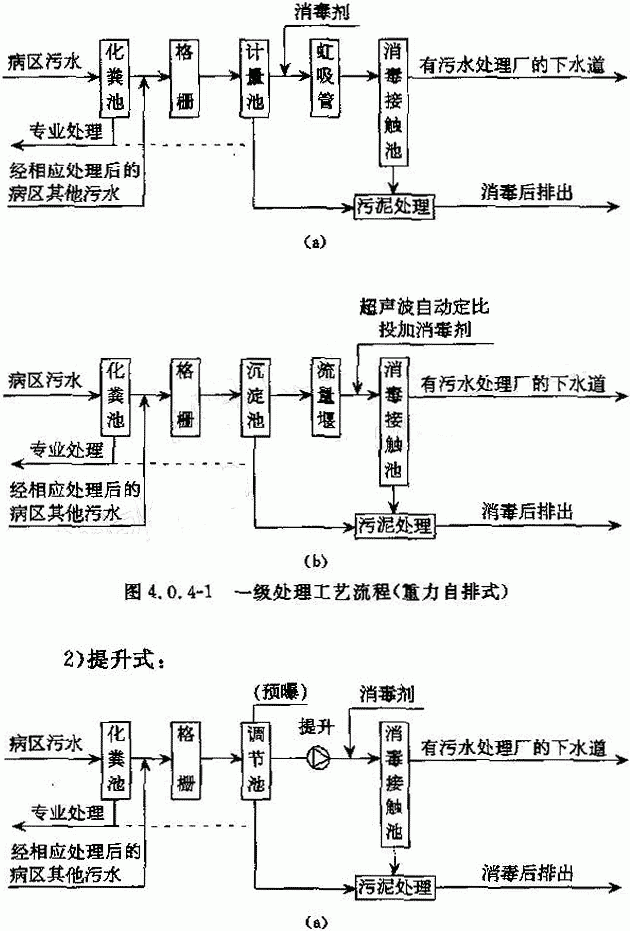 消毒剂
病区污水
化粪池
格栅
计量池
虹吸管
消毒接触池
有污水处理厂的下水道
专业处理
经相应处理后的
病区其他污水
污泥处理
消毒后排出
(a)
超声波自动定比
投加消毒剂
病区污水
化粪池
格栅
沉淀池
流量堰
消毒接触池
有污水处理厂的下水道
专业处理
经相应处理后的
病区其他污水
污泥处理
消毒后排出
(b)
图 4.0.4-1 一级处理工艺流程(重力自排式)
2)提升式:
(预曝)
消毒剂
提升
病区污水
化粪池
格栅
调节池
消毒接触池
有污水处理厂的下水道
专业处理
经相应处理后的
病区其他污水
污泥处理
消毒后排出
(a)